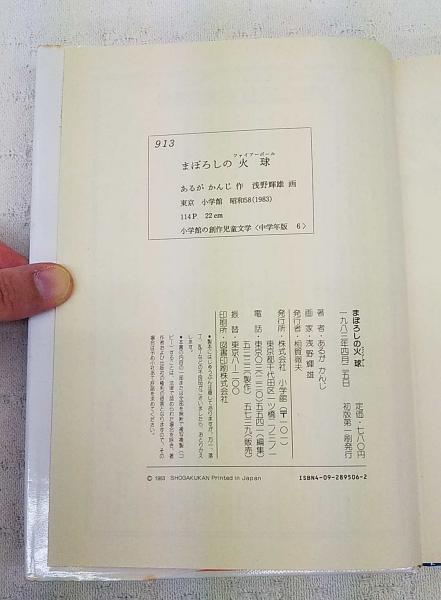 913
ファイアーボール
まぼろしの 火 球
あるが かんじ 作 浅野輝雄 画
東京 小学館 昭和58(1983)
114P 22cm
小学館の創作児童文学〈中学年版 6〉
まぼろしの火球
一九八三年四月二五日 初版第一刷発行
定価・七八〇円
著者・あるが かんじ
画家・浅野輝雄
発行者・相賀徹夫
発行所・株式会社 小学館(〒一〇一)
東京都千代田区一ツ橋二ノ三ノ一
電話・東京〇三(二三〇)五五四一(編集)
五三三三(製作) 五七三九(販売)
振替・東京八ー二〇〇
印刷所・図書印刷株式会社
© 1983 SHOGAKUKAN Printed in Japan
ISBN4-09-289506-2